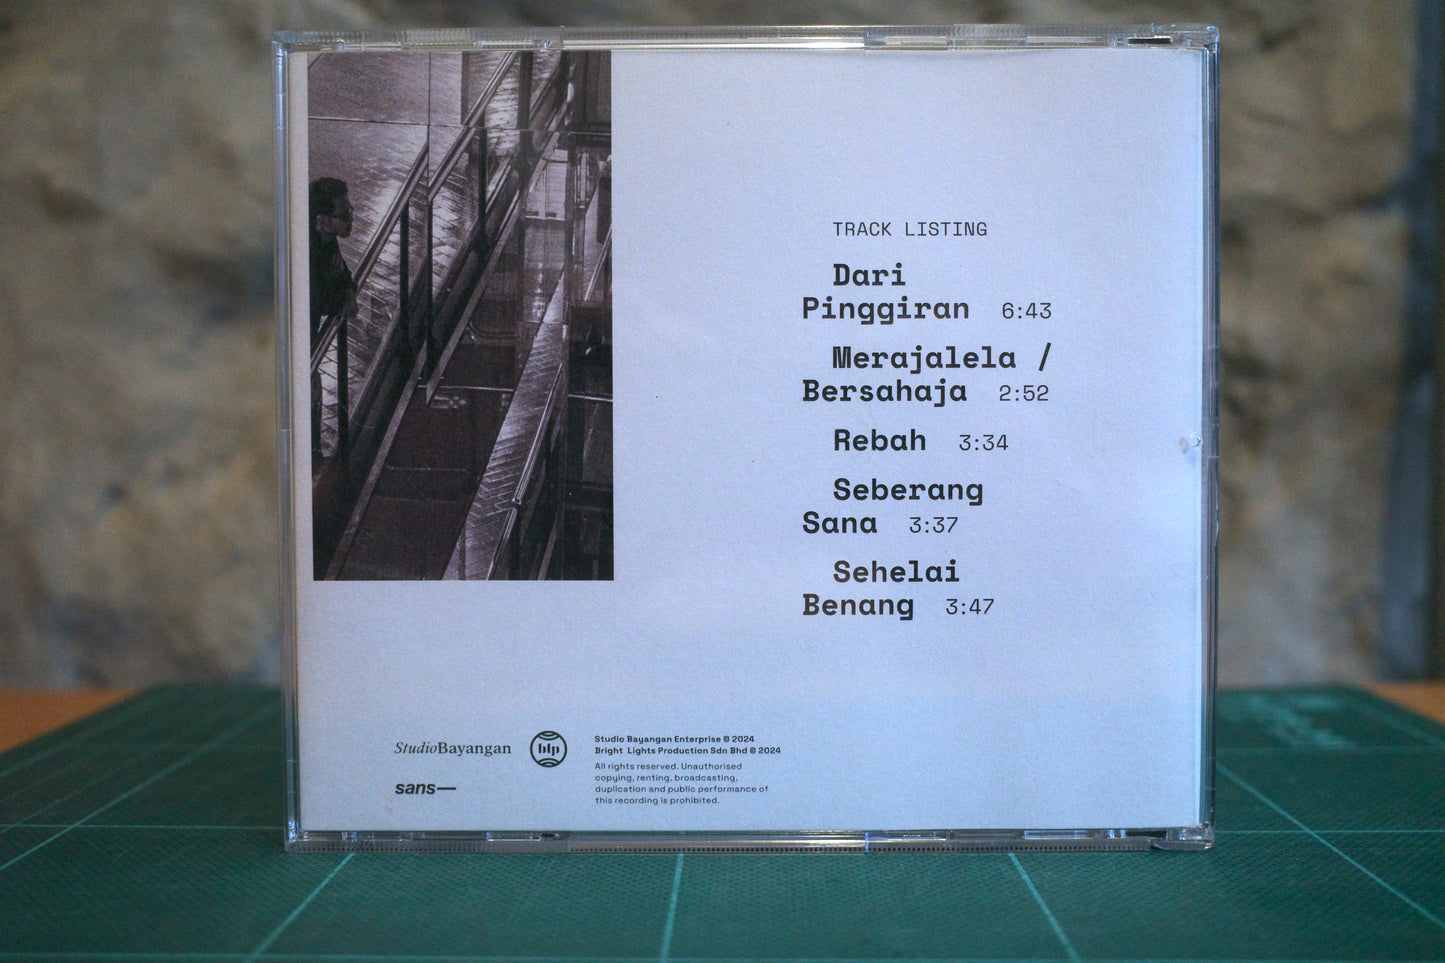 TRACK LISTING
Dari
Pinggiran 6:43
Merajalela /
Bersahaja 2:52
Rebah 3:34
Seberang
Sana 3:37
Sehelai
Benang 3:47
StudioBayangan
blp
sans—
Studio Bayangan Enterprise © 2024
Bright Lights Production Sdn Bhd © 2024
All rights reserved. Unauthorised
copying, renting, broadcasting,
duplication and public performance of
this recording is prohibited.